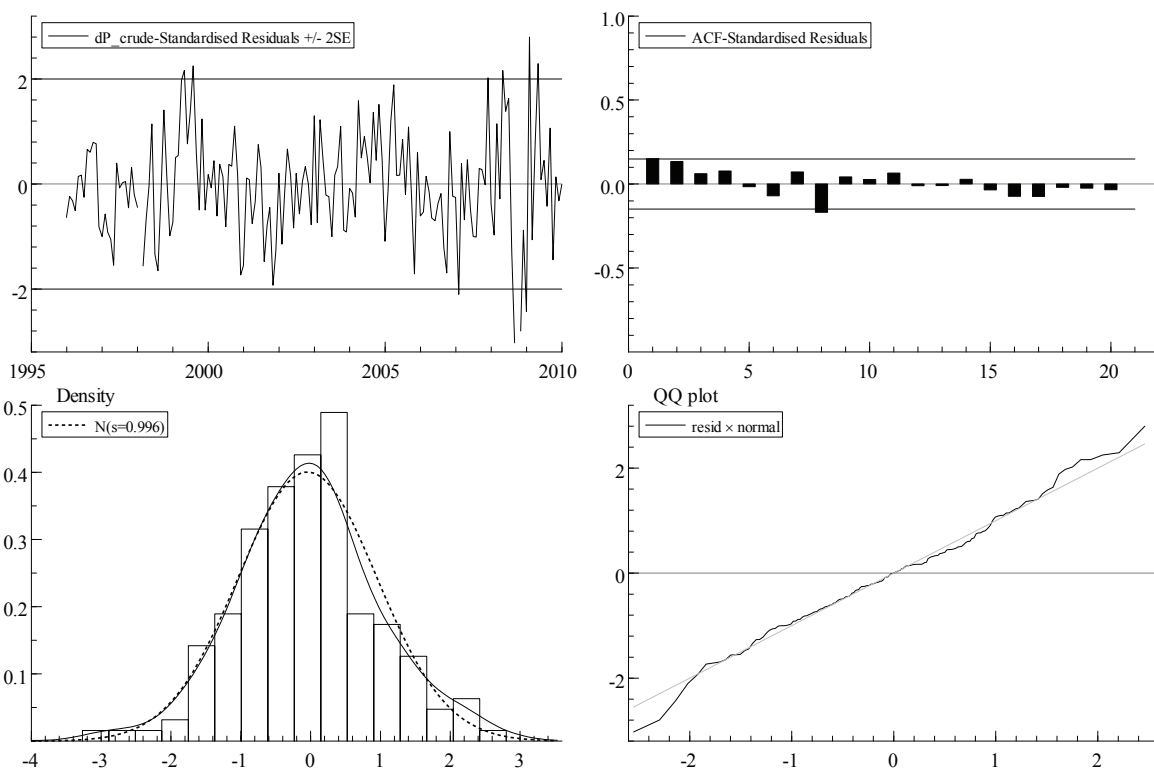 dP_crude-Standardised Residuals +/- 2SE
2
0
-2
1995 2000 2005 2010
1.0
ACF-Standardised Residuals
0.5
0.0
-0.5
0 5 10 15 20
Density
0.5
N(s=0.996)
0.4
0.3
0.2
0.1
-4 -3 -2 -1 0 1 2 3
QQ plot
resid × normal
2
0
-2
-2 -1 0 1 2